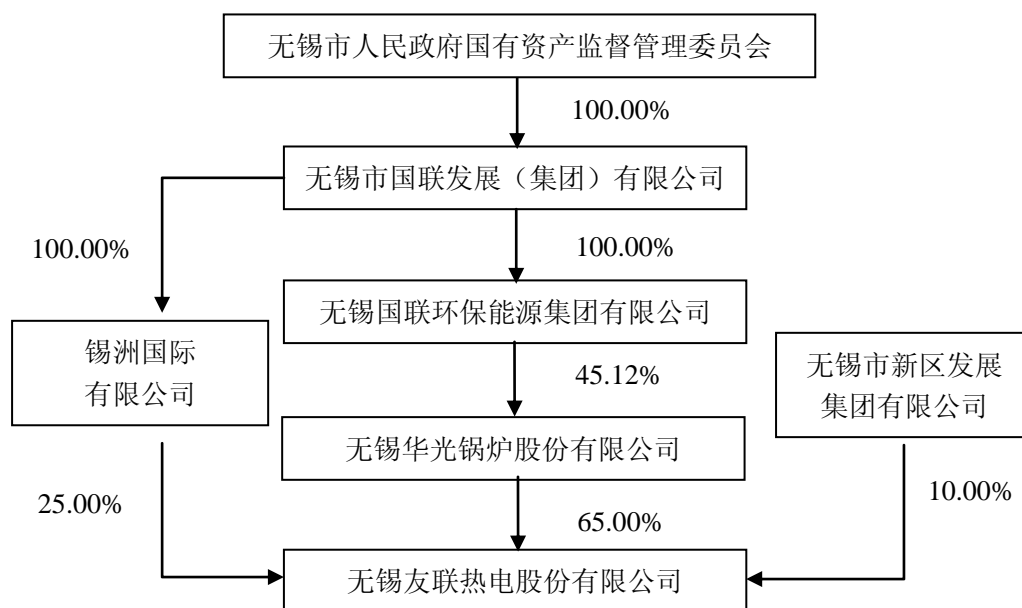 无锡市人民政府国有资产监督管理委员会
100.00%
无锡市国联发展（集团）有限公司
100.00%
100.00%
无锡国联环保能源集团有限公司
锡洲国际
有限公司
45.12%
无锡市新区发展
集团有限公司
无锡华光锅炉股份有限公司
25.00%
65.00%
10.00%
无锡友联热电股份有限公司